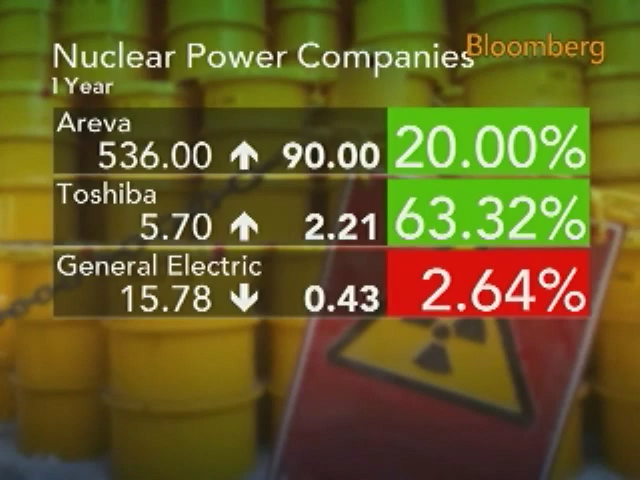 Nuclear Power Companies
Bloomberg
1 Year
Areva
536.00 ↑ 90.00 20.00%
Toshiba
5.70 ↑ 2.21 63.32%
General Electric
15.78 ↓ 0.43 2.64%